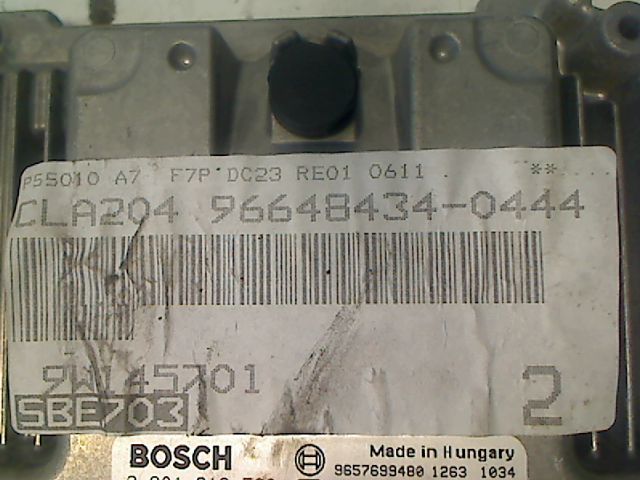 P55010 A7 F7P DC23 RE01 0611 . **
CLA204 96648434-0444
9W145701
SBE703 2
BOSCH Made in Hungary
9657699480 1263 1034